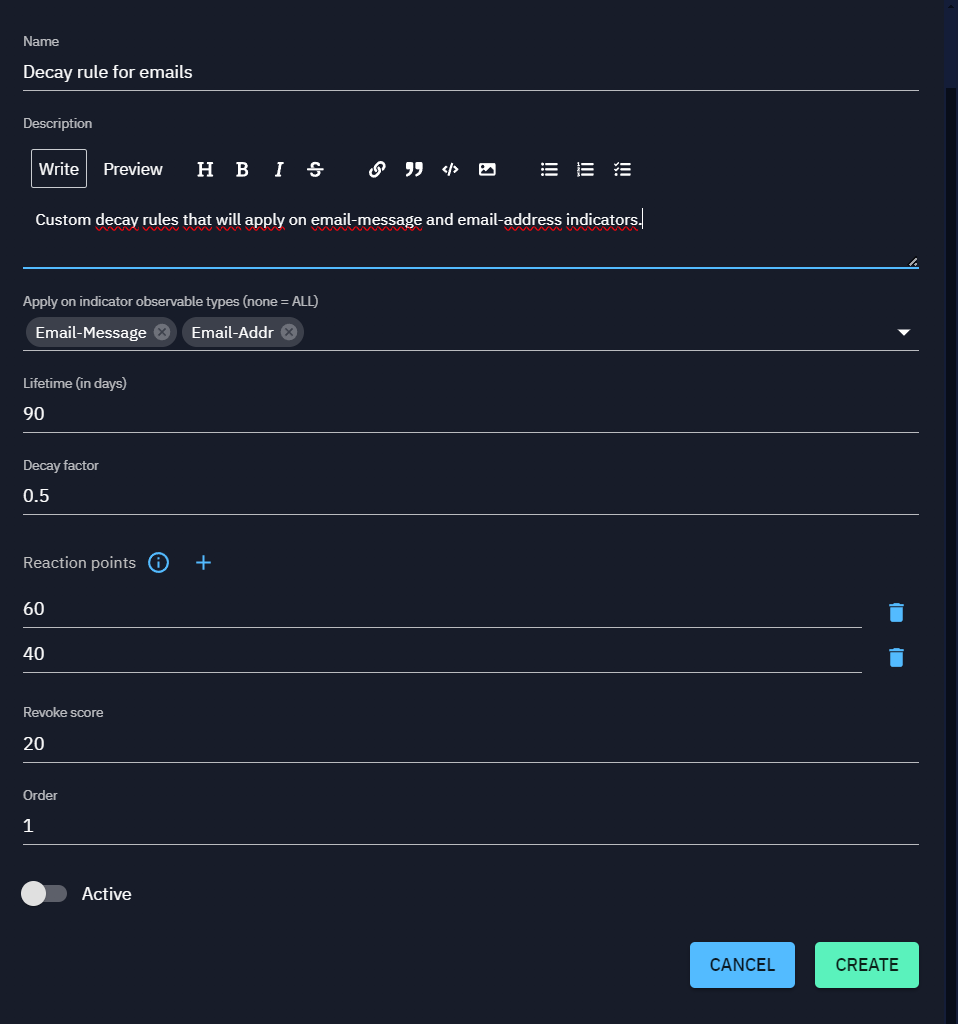 Name
Decay rule for emails
Description
Write Preview H B I S
Custom decay rules that will apply on email-message and email-address indicators.
Apply on indicator observable types (none = ALL)
Email-Message Email-Addr
Lifetime (in days)
90
Decay factor
0.5
Reaction points
60
40
Revoke score
20
Order
1
Active
CANCEL CREATE